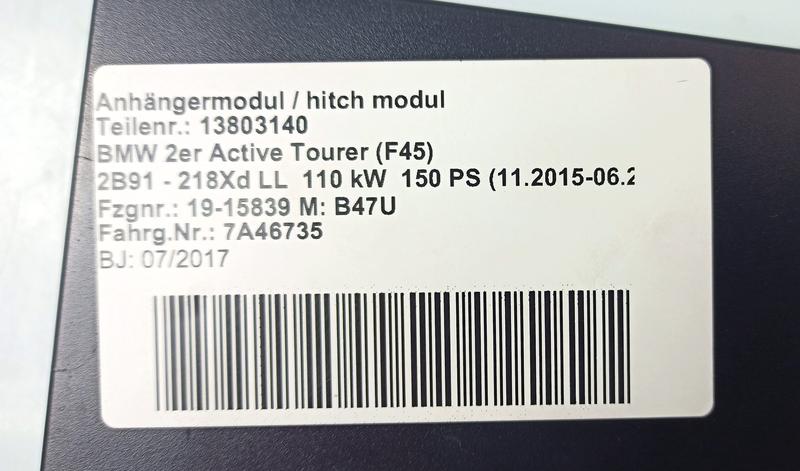 Anhängermodul / hitch modul
Teilenr.: 13803140
BMW 2er Active Tourer (F45)
2B91 - 218Xd LL 110 kW 150 PS (11.2015-06.2
Fzgnr.: 19-15839 M: B47U
Fahrg.Nr.: 7A46735
BJ: 07/2017